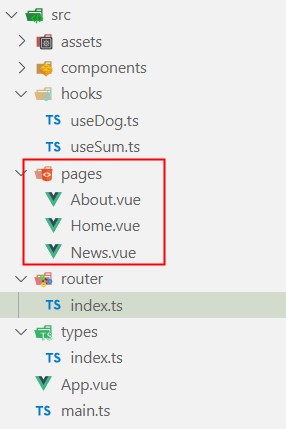 src
assets
components
hooks
TS useDog.ts
TS useSum.ts
pages
About.vue
Home.vue
News.vue
router
TS index.ts
TS types
TS index.ts
App.vue
TS main.ts